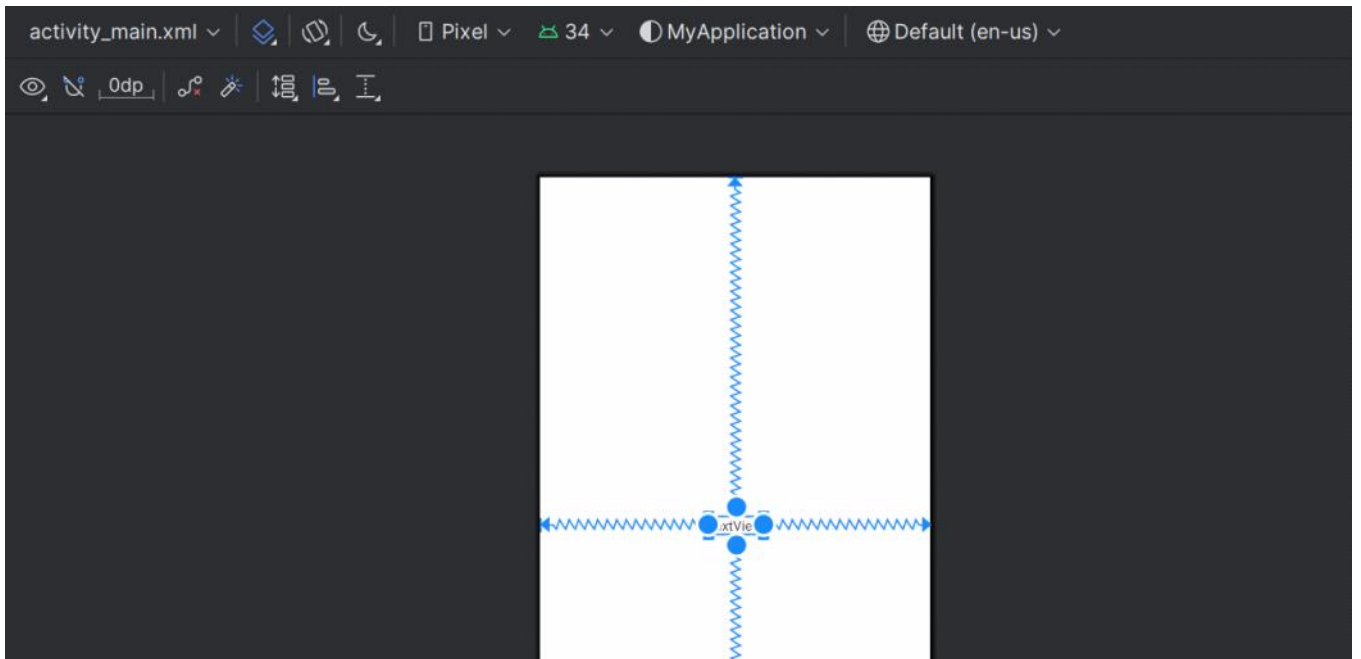 activity_main.xml Pixel 34 MyApplication Default (en-us)
0dp
xtVie